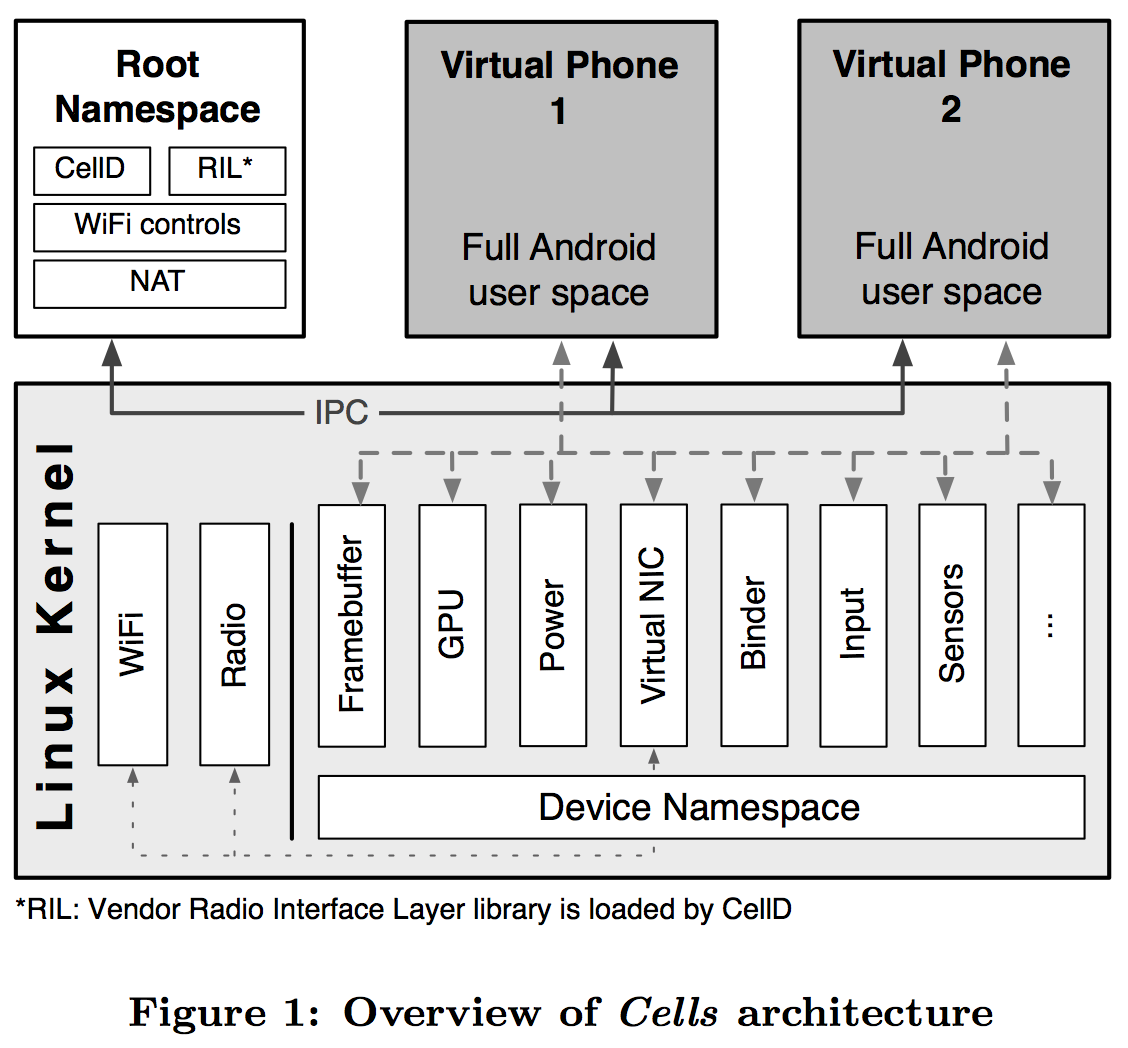 Root
Namespace
CellD
RIL*
WiFi controls
NAT
Virtual Phone
1
Full Android
user space
Virtual Phone
2
Full Android
user space
IPC
Linux Kernel
WiFi
Radio
Framebuffer
GPU
Power
Virtual NIC
Binder
Input
Sensors
...
Device Namespace
*RIL: Vendor Radio Interface Layer library is loaded by CellD
Figure 1: Overview of Cells architecture